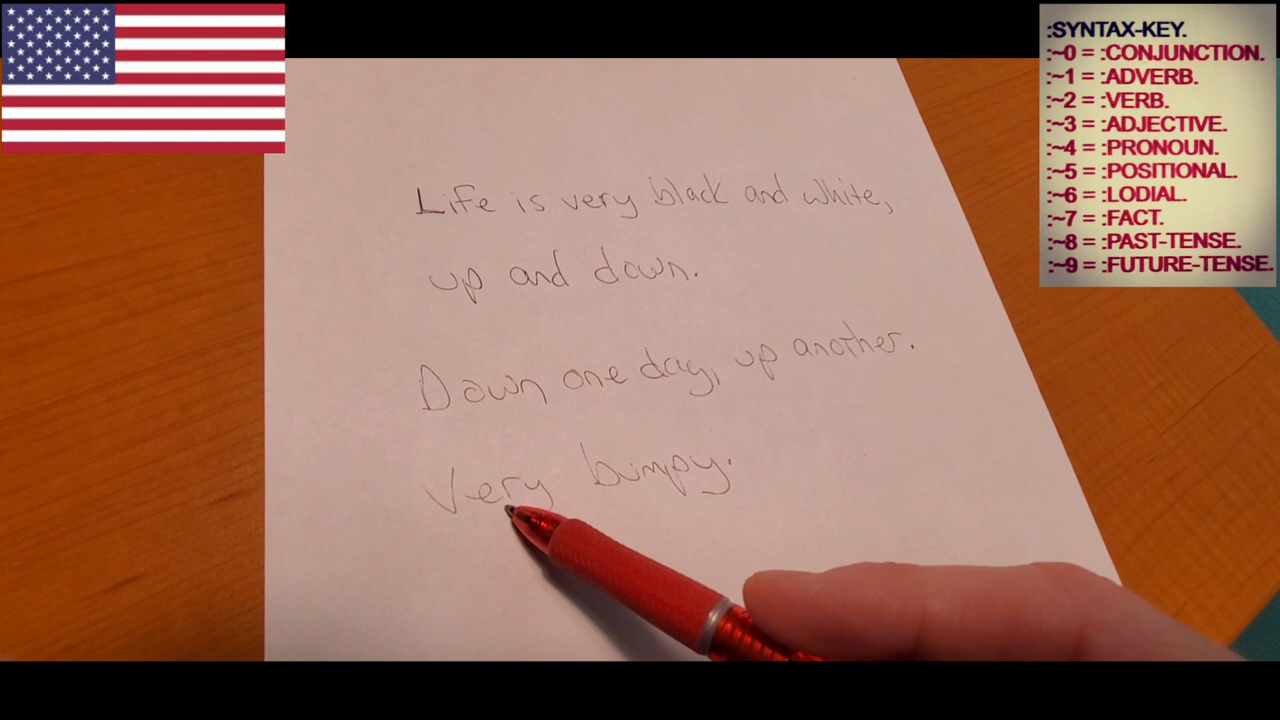 :SYNTAX-KEY.
:~0 = :CONJUNCTION.
:~1 = :ADVERB.
:~2 = :VERB.
:~3 = :ADJECTIVE.
:~4 = :PRONOUN.
:~5 = :POSITIONAL.
:~6 = :LODIAL.
:~7 = :FACT.
:~8 = :PAST-TENSE.
:~9 = :FUTURE-TENSE.
Life is very black and white,
up and down.
Down one day, up another.
Very bumpy.